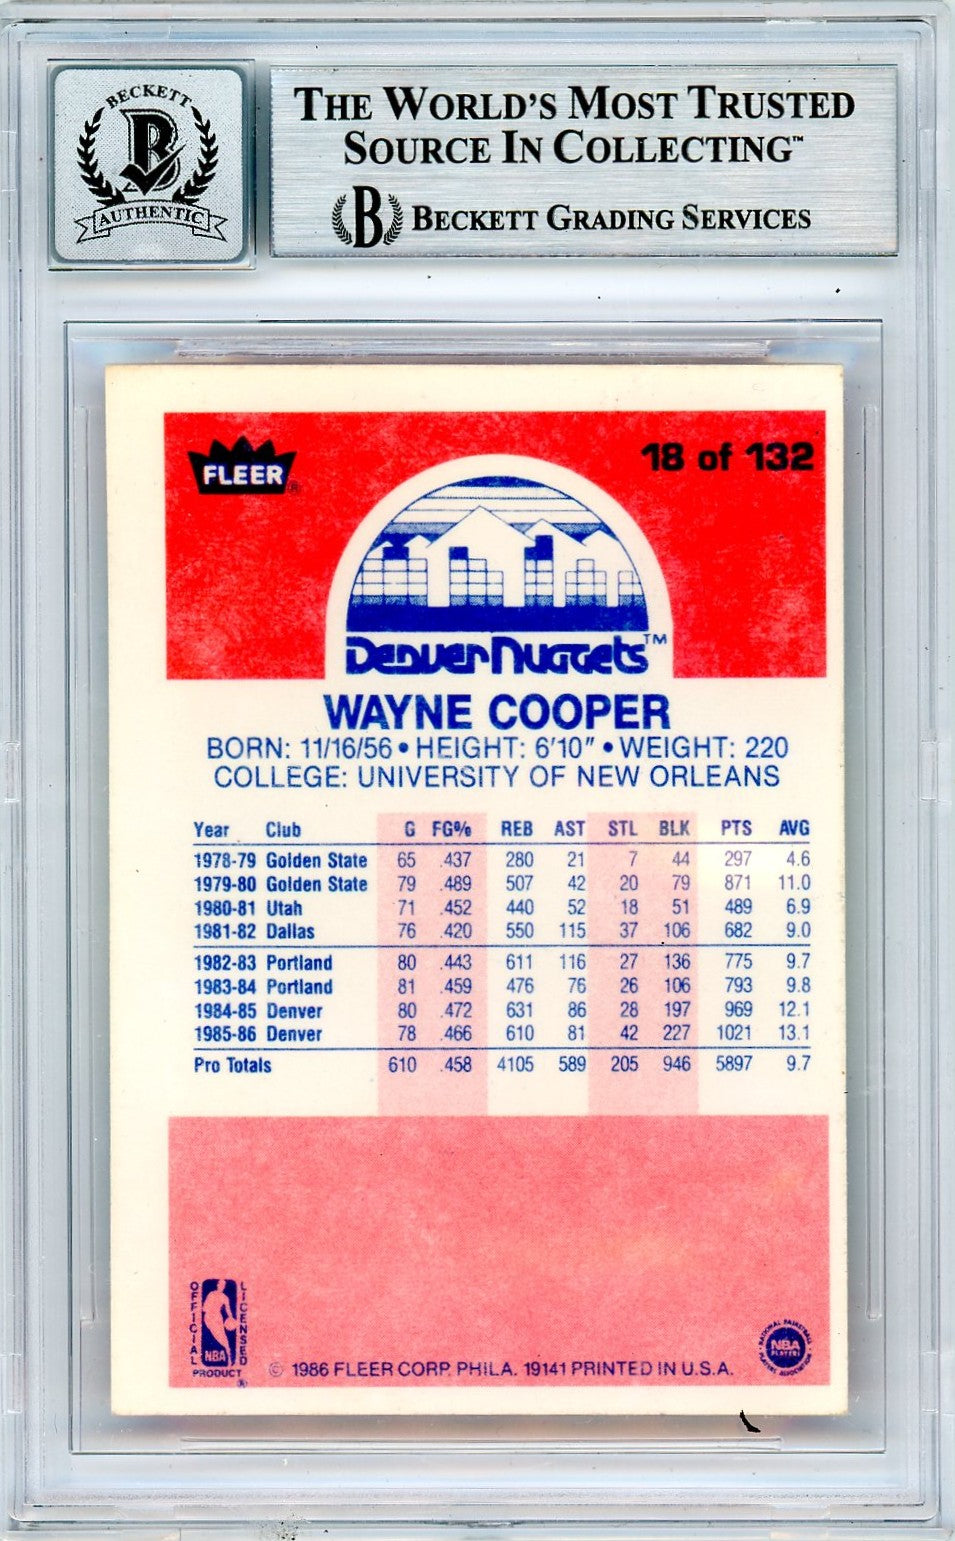 BECKETT
B
AUTHENTIC
THE WORLD'S MOST TRUSTED
SOURCE IN COLLECTING™
B BECKETT GRADING SERVICES
FLEER®
18 of 132
Denver Nuggets™
WAYNE COOPER
BORN: 11/16/56 • HEIGHT: 6'10" • WEIGHT: 220
COLLEGE: UNIVERSITY OF NEW ORLEANS
Year Club G FG% REB AST STL BLK PTS AVG
1978-79 Golden State 65 .437 280 21 7 44 297 4.6
1979-80 Golden State 79 .489 507 42 20 79 871 11.0
1980-81 Utah 71 .452 440 52 18 51 489 6.9
1981-82 Dallas 76 .420 550 115 37 106 682 9.0
1982-83 Portland 80 .443 611 116 27 136 775 9.7
1983-84 Portland 81 .459 476 76 26 106 793 9.8
1984-85 Denver 80 .472 631 86 28 197 969 12.1
1985-86 Denver 78 .466 610 81 42 227 1021 13.1
Pro Totals 610 .458 4105 589 205 946 5897 9.7
OFFICIAL LICENSED
NBA
PRODUCT ®
© 1986 FLEER CORP. PHILA. 19141 PRINTED IN U.S.A.
NATIONAL BASKETBALL
NBA
PLAYERS
PLAYERS ASSOCIATION